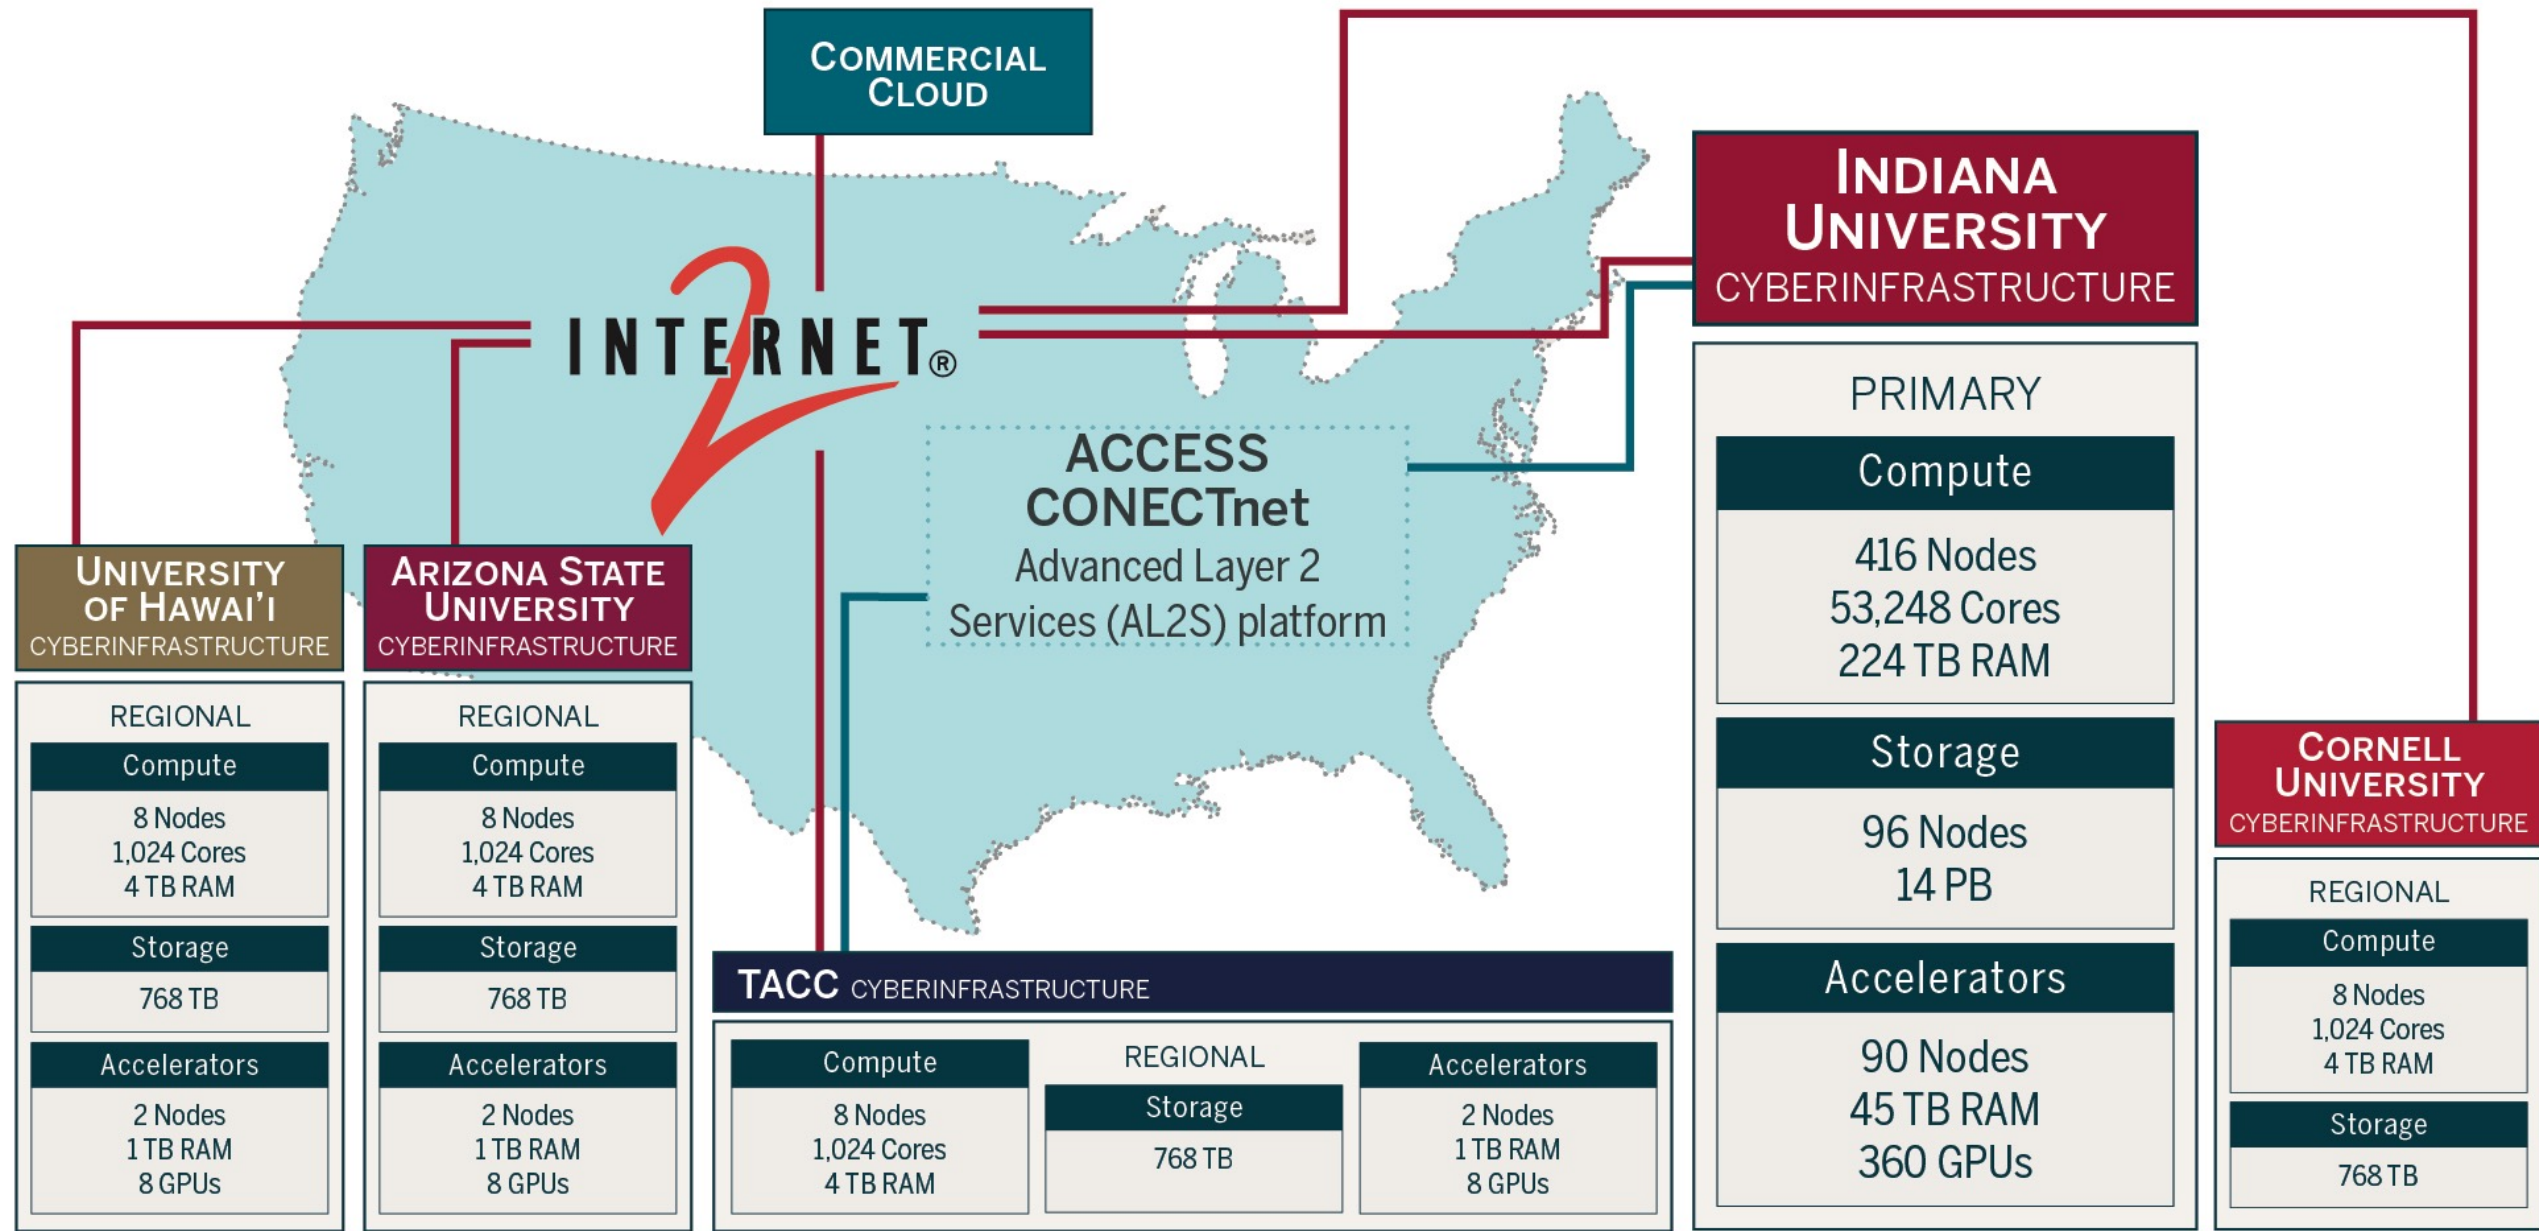 COMMERCIAL
CLOUD
INTERNET®
2
ACCESS
CONECTnet
Advanced Layer 2
Services (AL2S) platform
INDIANA
UNIVERSITY
CYBERINFRASTRUCTURE
PRIMARY
Compute
416 Nodes
53,248 Cores
224 TB RAM
Storage
96 Nodes
14 PB
Accelerators
90 Nodes
45 TB RAM
360 GPUs
UNIVERSITY
OF HAWAI'I
CYBERINFRASTRUCTURE
REGIONAL
Compute
8 Nodes
1,024 Cores
4 TB RAM
Storage
768 TB
Accelerators
2 Nodes
1 TB RAM
8 GPUs
ARIZONA STATE
UNIVERSITY
CYBERINFRASTRUCTURE
REGIONAL
Compute
8 Nodes
1,024 Cores
4 TB RAM
Storage
768 TB
Accelerators
2 Nodes
1 TB RAM
8 GPUs
TACC CYBERINFRASTRUCTURE
Compute
8 Nodes
1,024 Cores
4 TB RAM
REGIONAL
Storage
768 TB
Accelerators
2 Nodes
1 TB RAM
8 GPUs
CORNELL
UNIVERSITY
CYBERINFRASTRUCTURE
REGIONAL
Compute
8 Nodes
1,024 Cores
4 TB RAM
Storage
768 TB